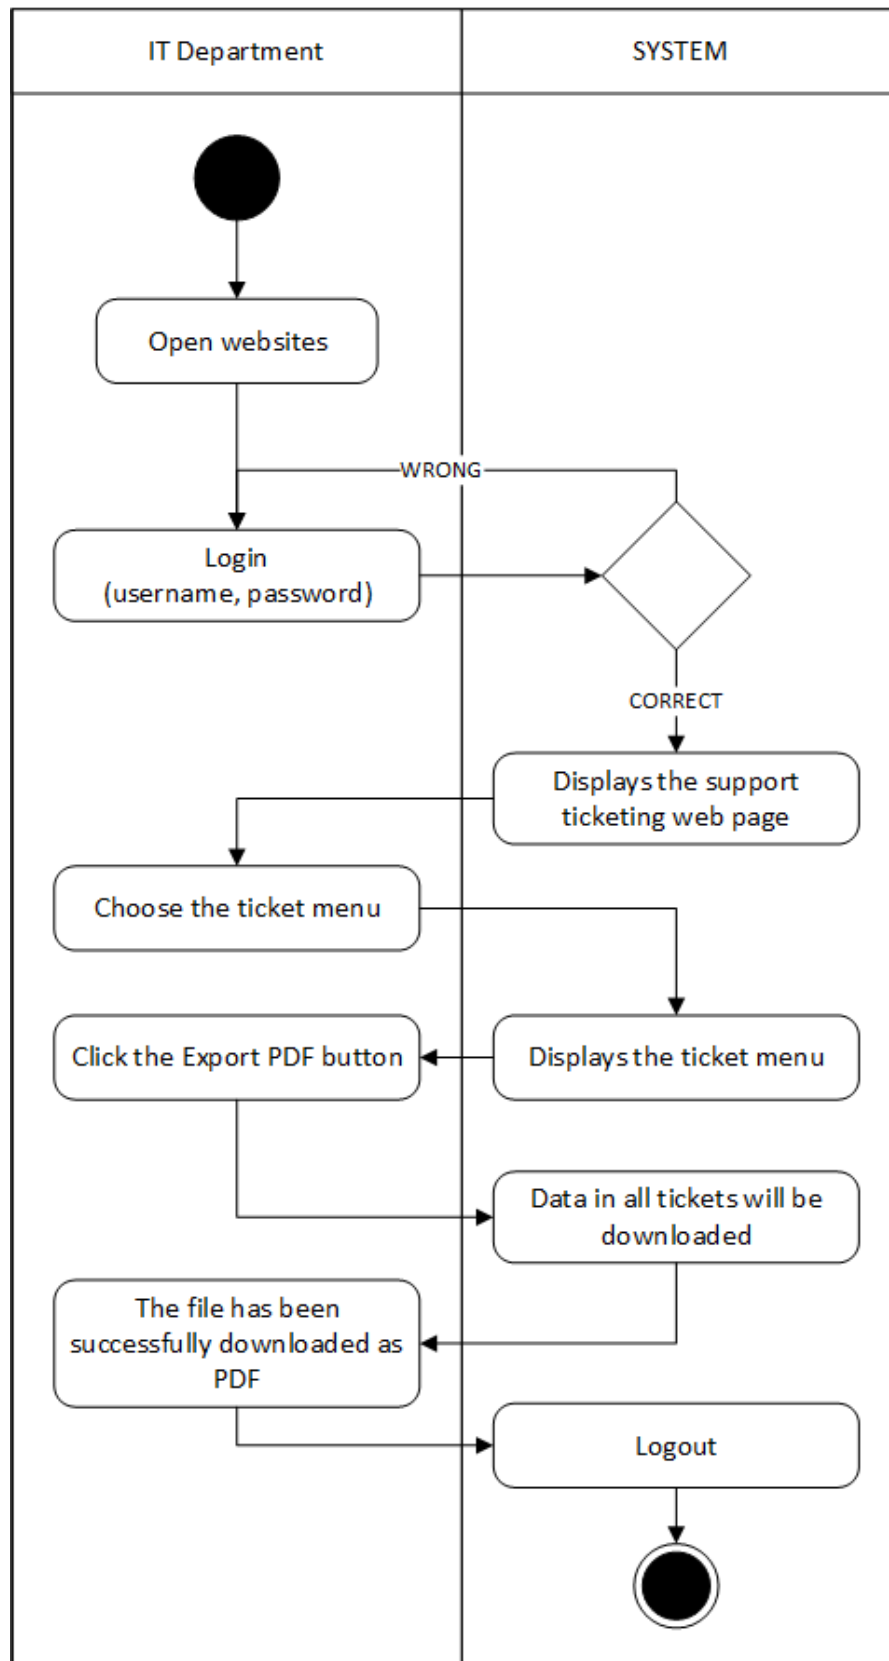 IT Department
SYSTEM
Open websites
WRONG
Login
(username, password)
CORRECT
Displays the support
ticketing web page
Choose the ticket menu
Click the Export PDF button
Displays the ticket menu
Data in all tickets will be
downloaded
The file has been
successfully downloaded as
PDF
Logout